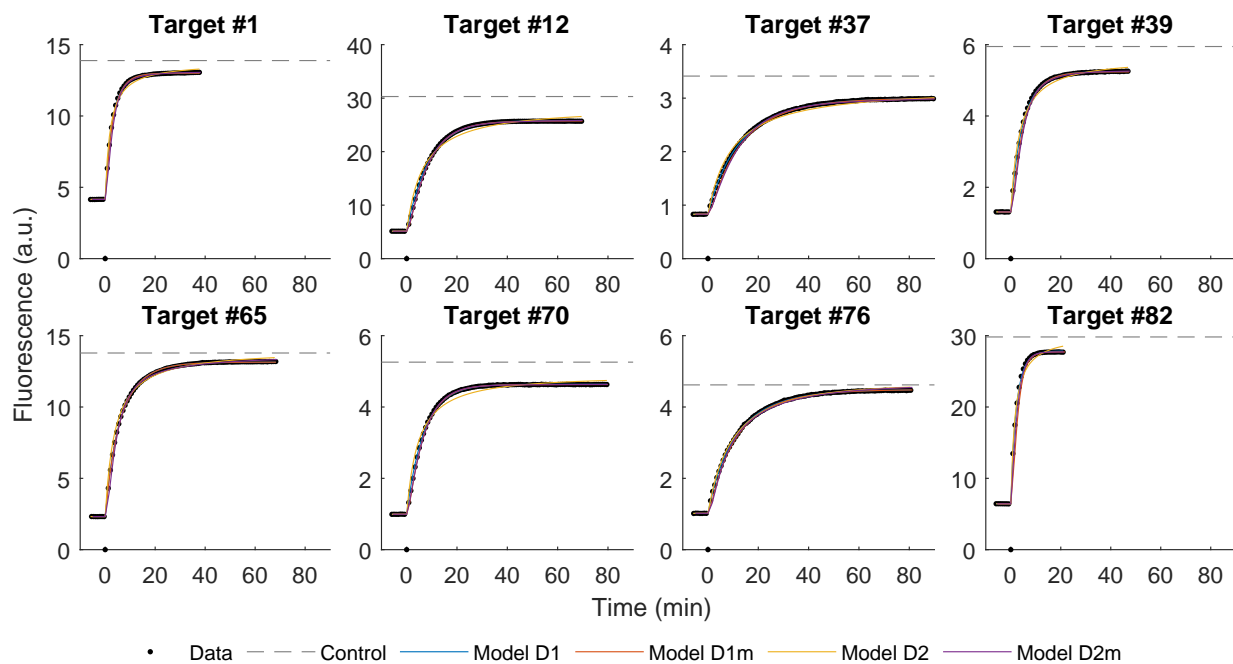 Target #1 Target #12 Target #37 Target #39
15 40 4 6
10 30 3 4
5 20 2 2
0 10 1 0
0 0
0 20 40 60 80 0 20 40 60 80 0 20 40 60 80 0 20 40 60 80
Fluorescence (a.u.)
Target #65 Target #70 Target #76 Target #82
15 6 6 30
10 4 4 20
5 2 2 10
0 0 0 0
0 20 40 60 80 0 20 40 60 80 0 20 40 60 80 0 20 40 60 80
Time (min)
Data Control Model D1 Model D1m Model D2 Model D2m